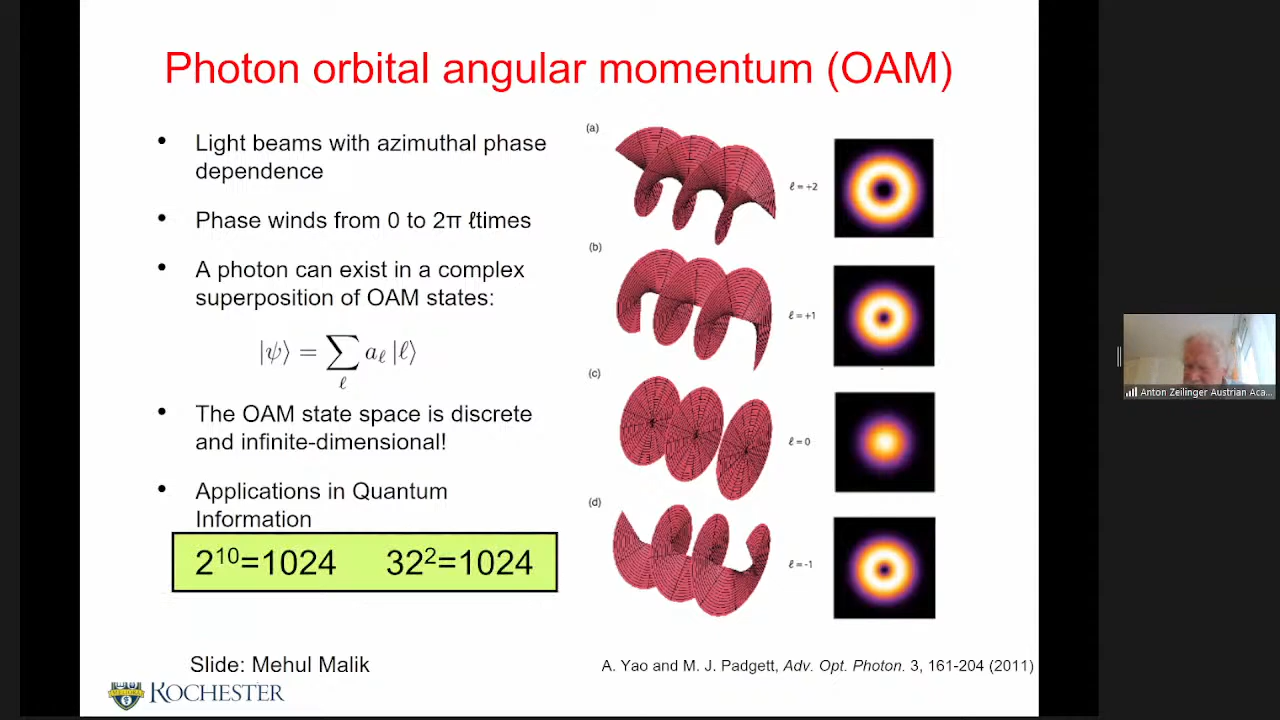 Photon orbital angular momentum (OAM)
• Light beams with azimuthal phase
dependence
• Phase winds from 0 to 2π ℓtimes
• A photon can exist in a complex
superposition of OAM states:
|ψ⟩ = ∑ aℓ |ℓ⟩
ℓ
• The OAM state space is discrete
and infinite-dimensional!
• Applications in Quantum
Information
2¹⁰=1024 32²=1024
(a)
ℓ = +2
(b)
ℓ = +1
(c)
ℓ = 0
(d)
ℓ = -1
Slide: Mehul Malik
A. Yao and M. J. Padgett, Adv. Opt. Photon. 3, 161-204 (2011)
ROCHESTER
Anton Zeilinger Austrian Aca...